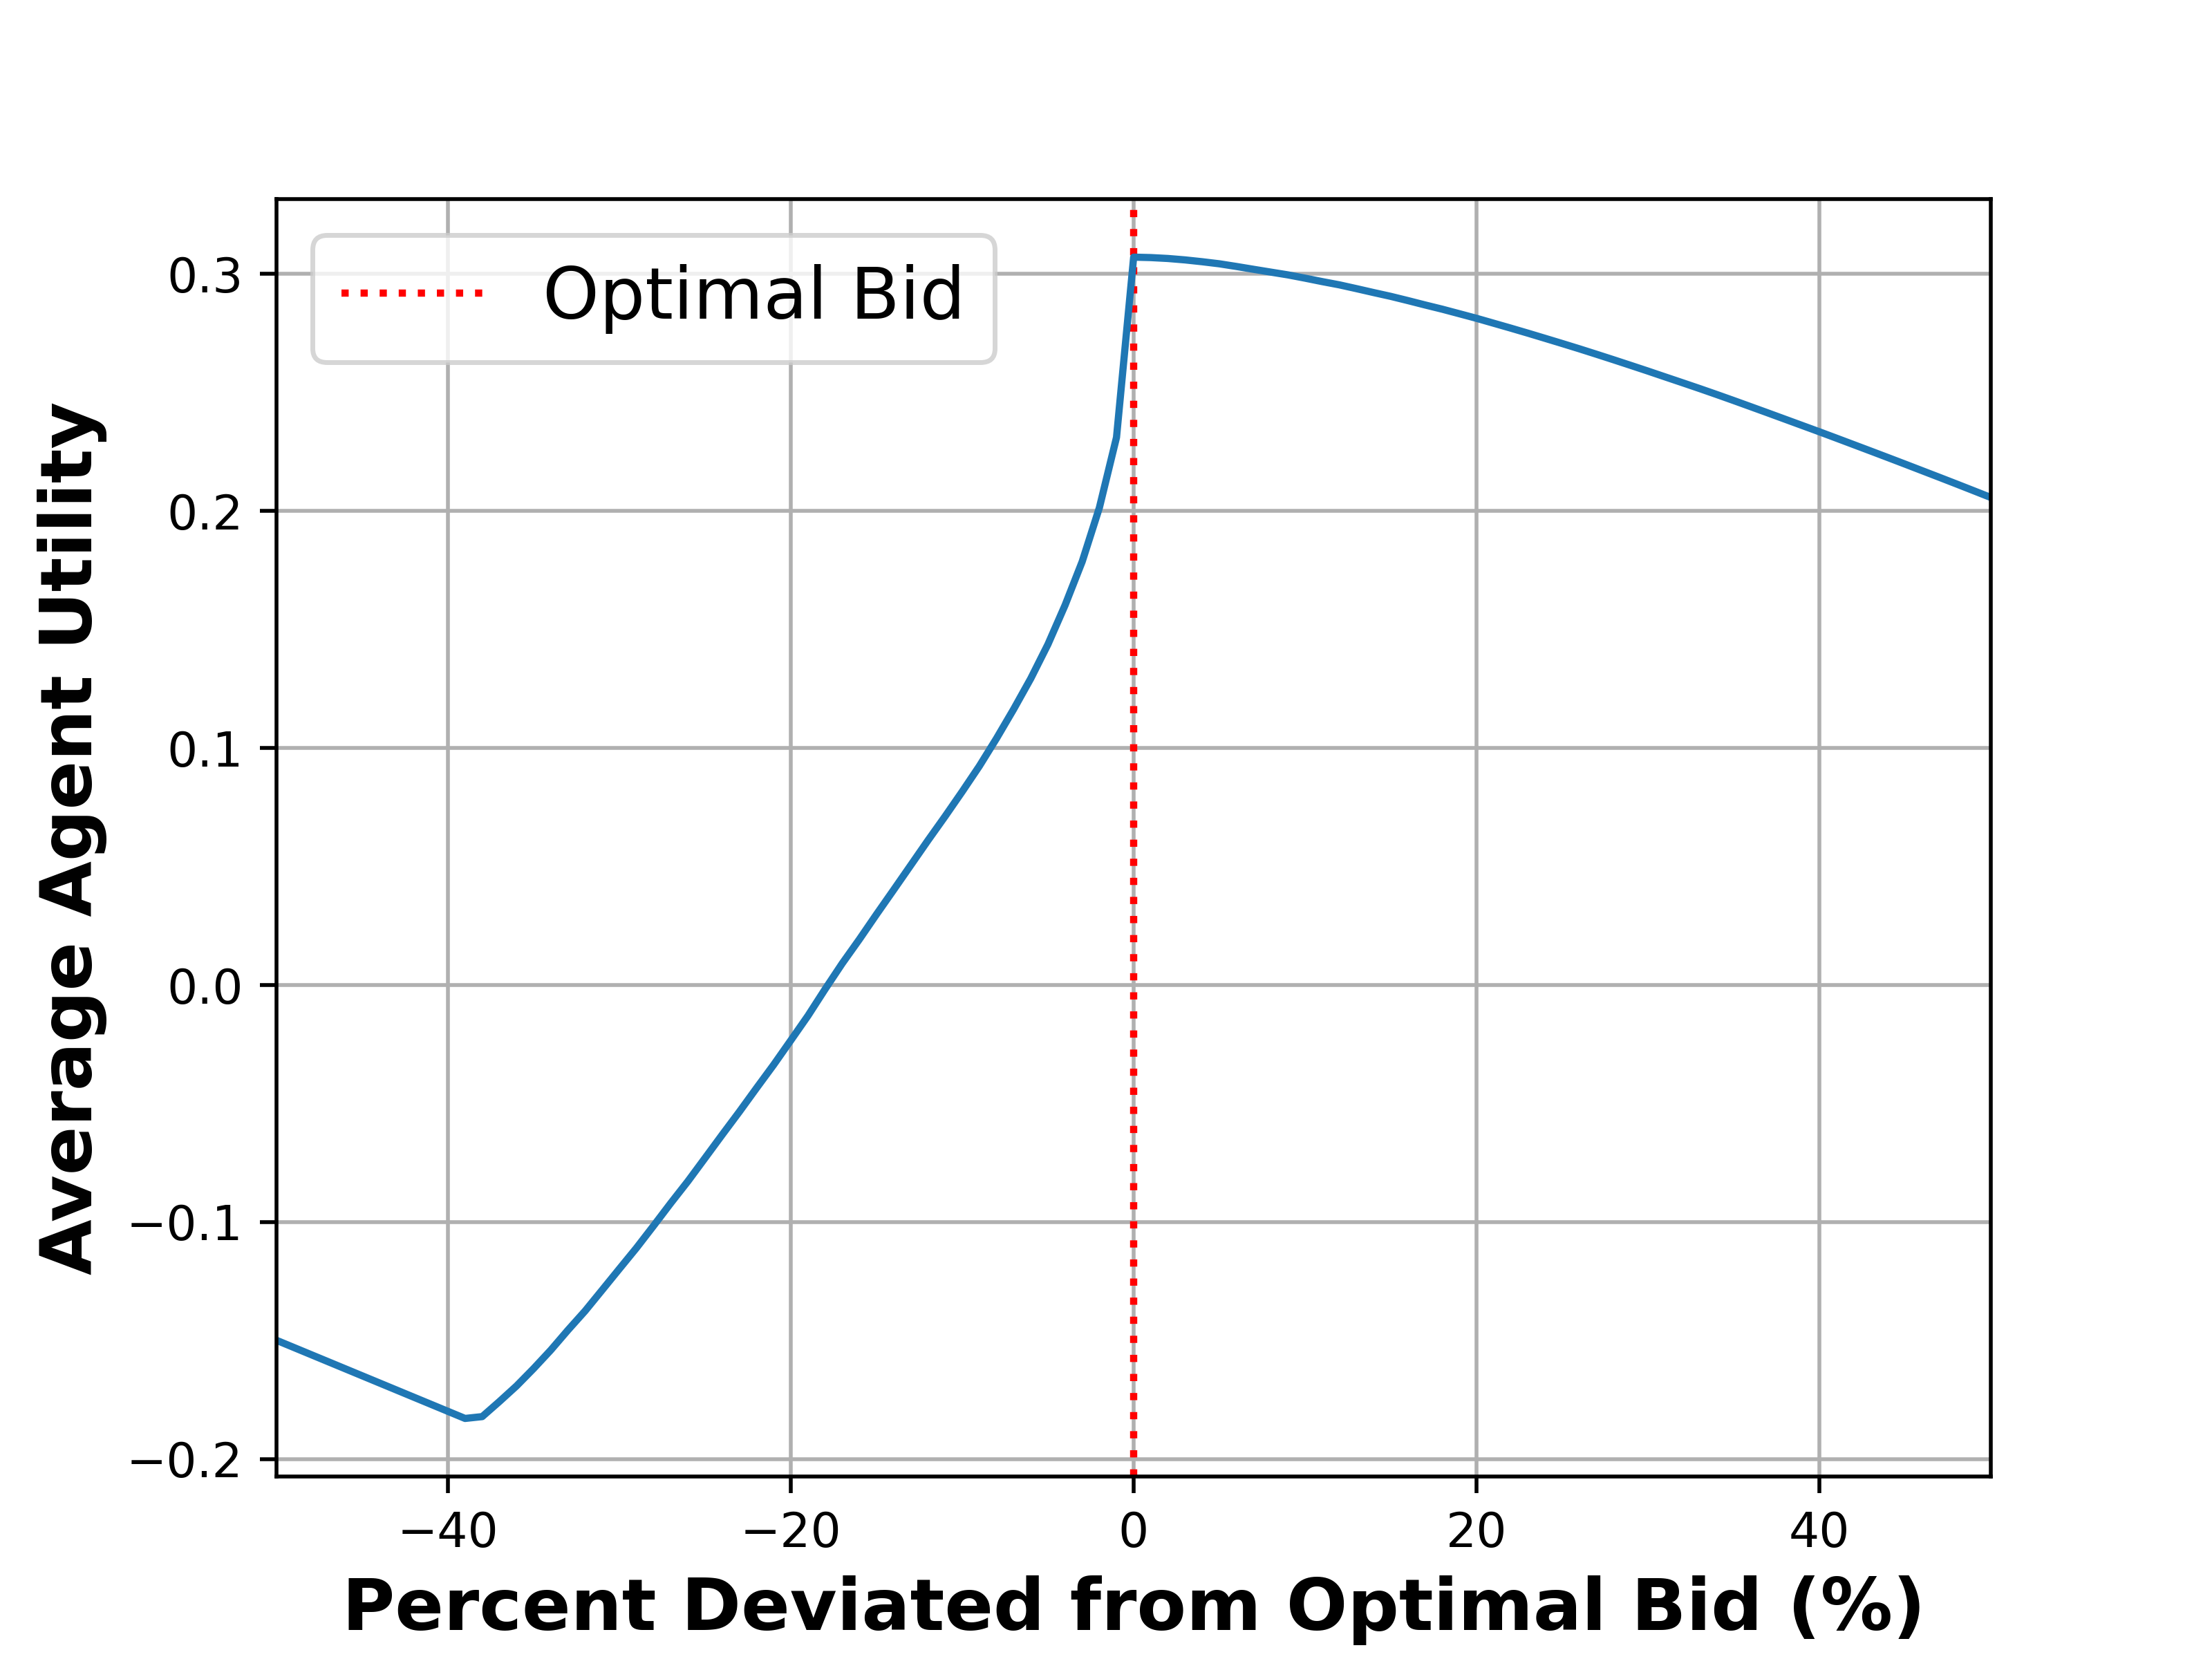 Optimal Bid
Average Agent Utility
0.3
0.2
0.1
0.0
−0.1
−0.2
−40 −20 0 20 40
Percent Deviated from Optimal Bid (%)